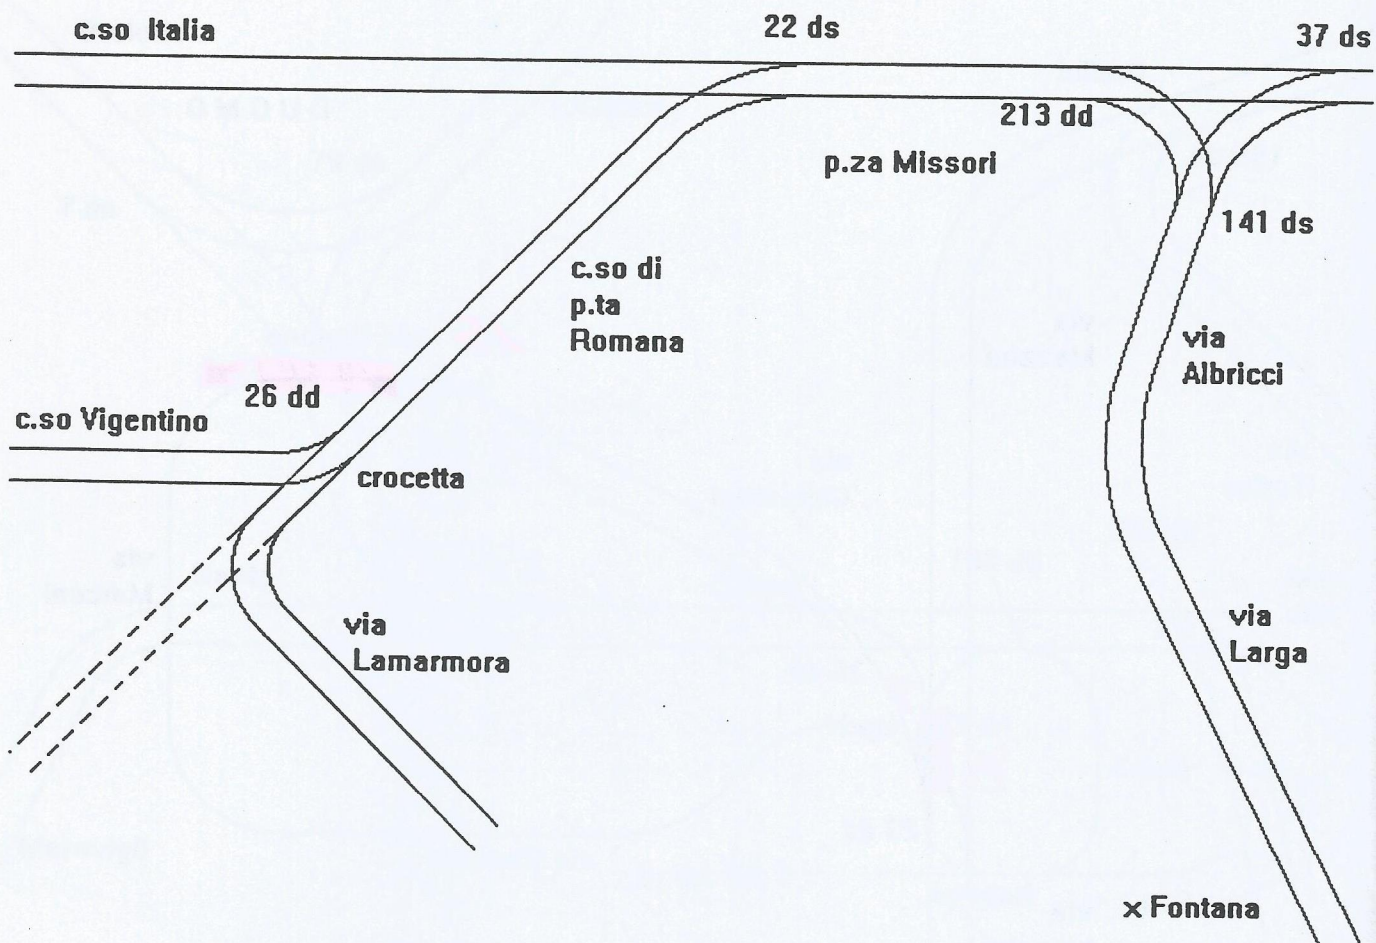 c.so Italia
22 ds
37 ds
213 dd
p.za Missori
141 ds
c.so di
p.ta
Romana
via
Albricci
26 dd
c.so Vigentino
crocetta
via
Lamarmora
via
Larga
x Fontana